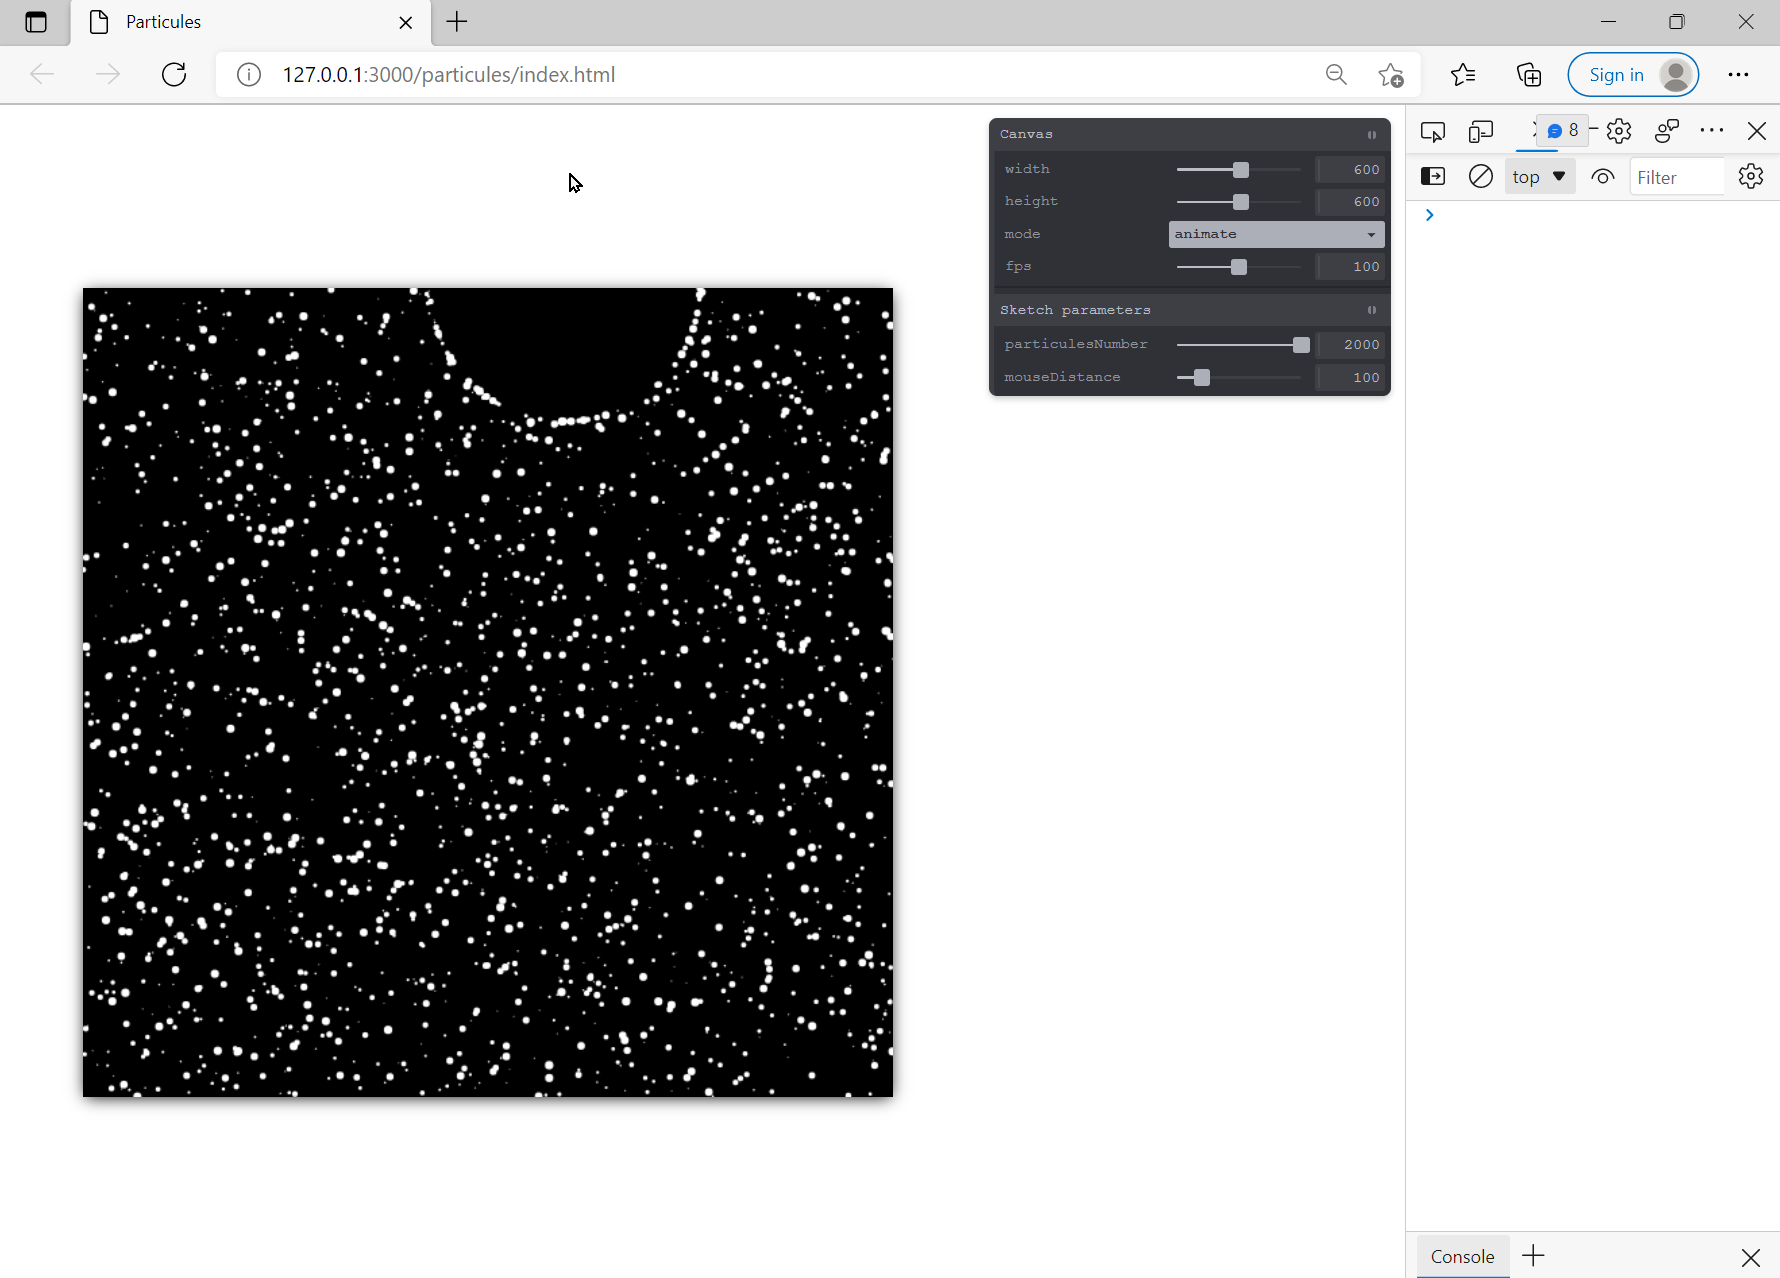 Particules
127.0.0.1:3000/particules/index.html
Sign in
Canvas
width 600
height 600
mode animate
fps 100
Sketch parameters
particulesNumber 2000
mouseDistance 100
8
top
Filter
Console